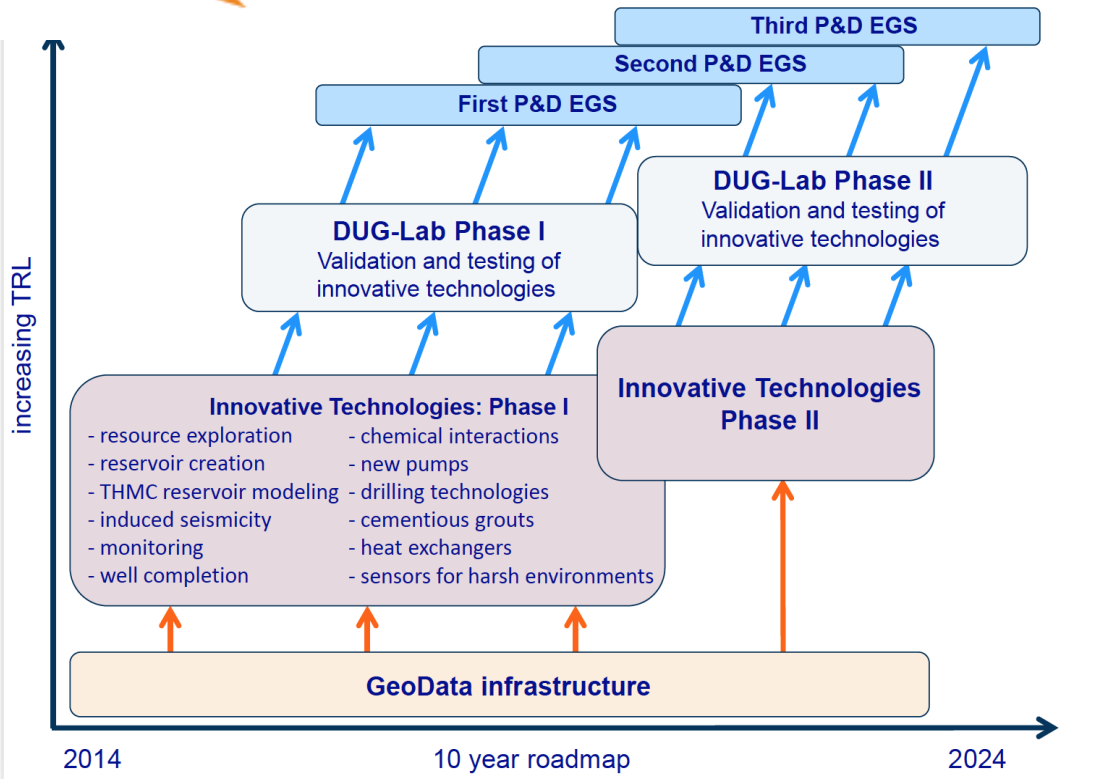 Third P&D EGS
Second P&D EGS
First P&D EGS
DUG-Lab Phase II
Validation and testing of
innovative technologies
DUG-Lab Phase I
Validation and testing of
innovative technologies
Innovative Technologies
Phase II
Innovative Technologies: Phase I
- resource exploration
- reservoir creation
- THMC reservoir modeling
- induced seismicity
- monitoring
- well completion
- chemical interactions
- new pumps
- drilling technologies
- cementious grouts
- heat exchangers
- sensors for harsh environments
GeoData infrastructure
increasing TRL
2014
10 year roadmap
2024